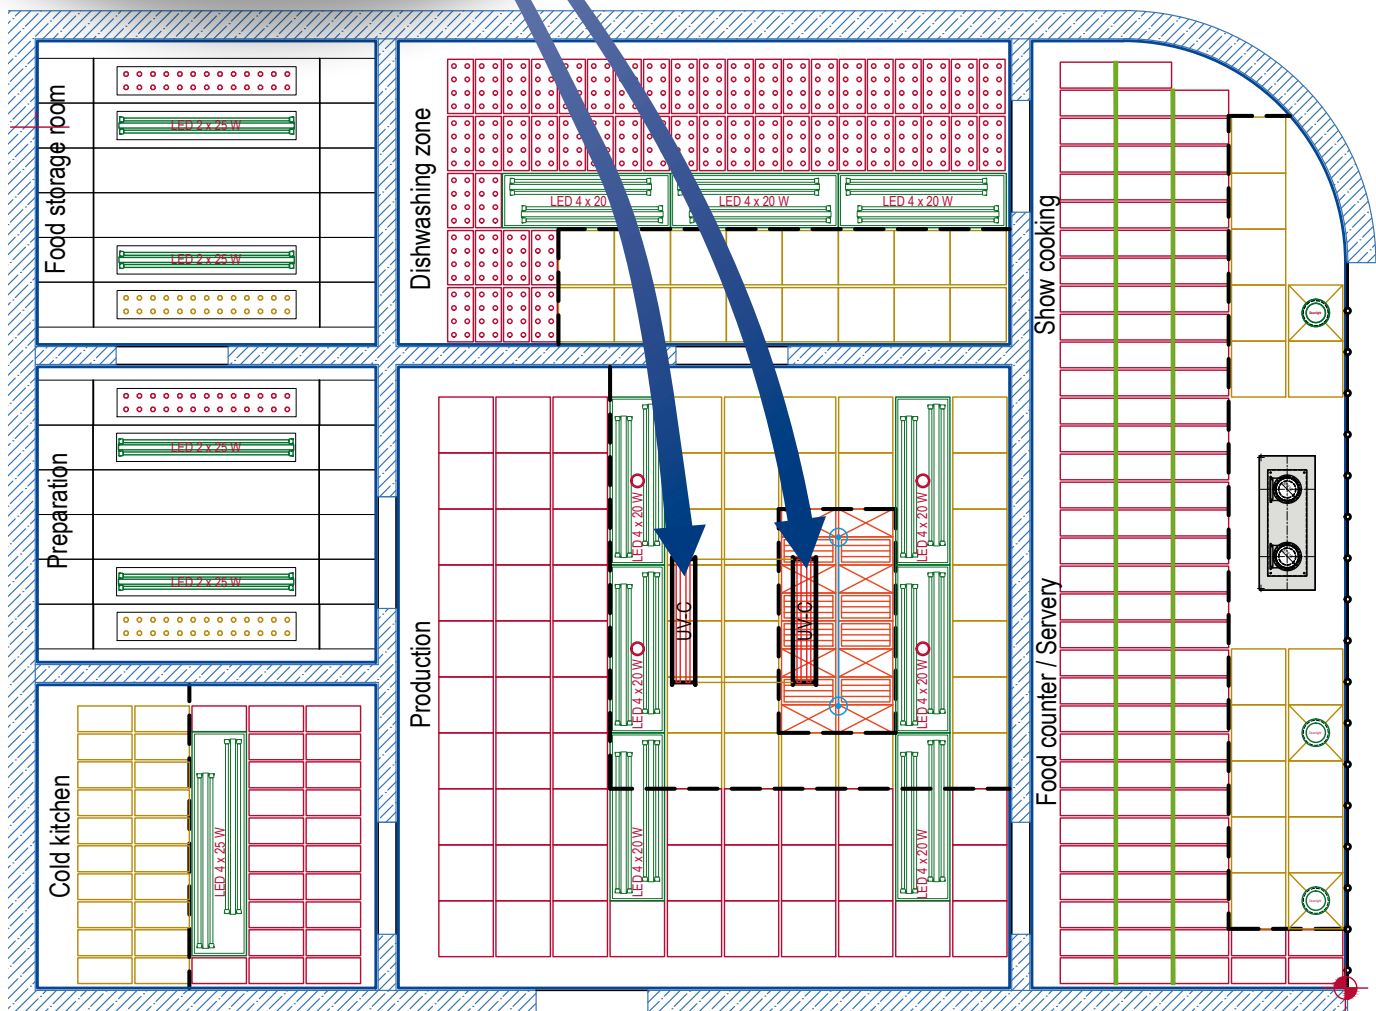 Food storage room
LED 2 x 25 W
LED 2 x 25 W
Dishwashing zone
LED 4 x 20
LED 4 x 20 W
LED 4 x 20 W
Show cooking
Preparation
LED 2 x 25 W
LED 2 x 25 W
Production
LED 4 x 20 W
LED 4 x 20 W
LED 4 x 20 W
UV-C
UV-C
LED 4 x 20 W
LED 4 x 20 W
LED 4 x 20 W
Food counter / Servery
Cold kitchen
LED 4 x 25 W